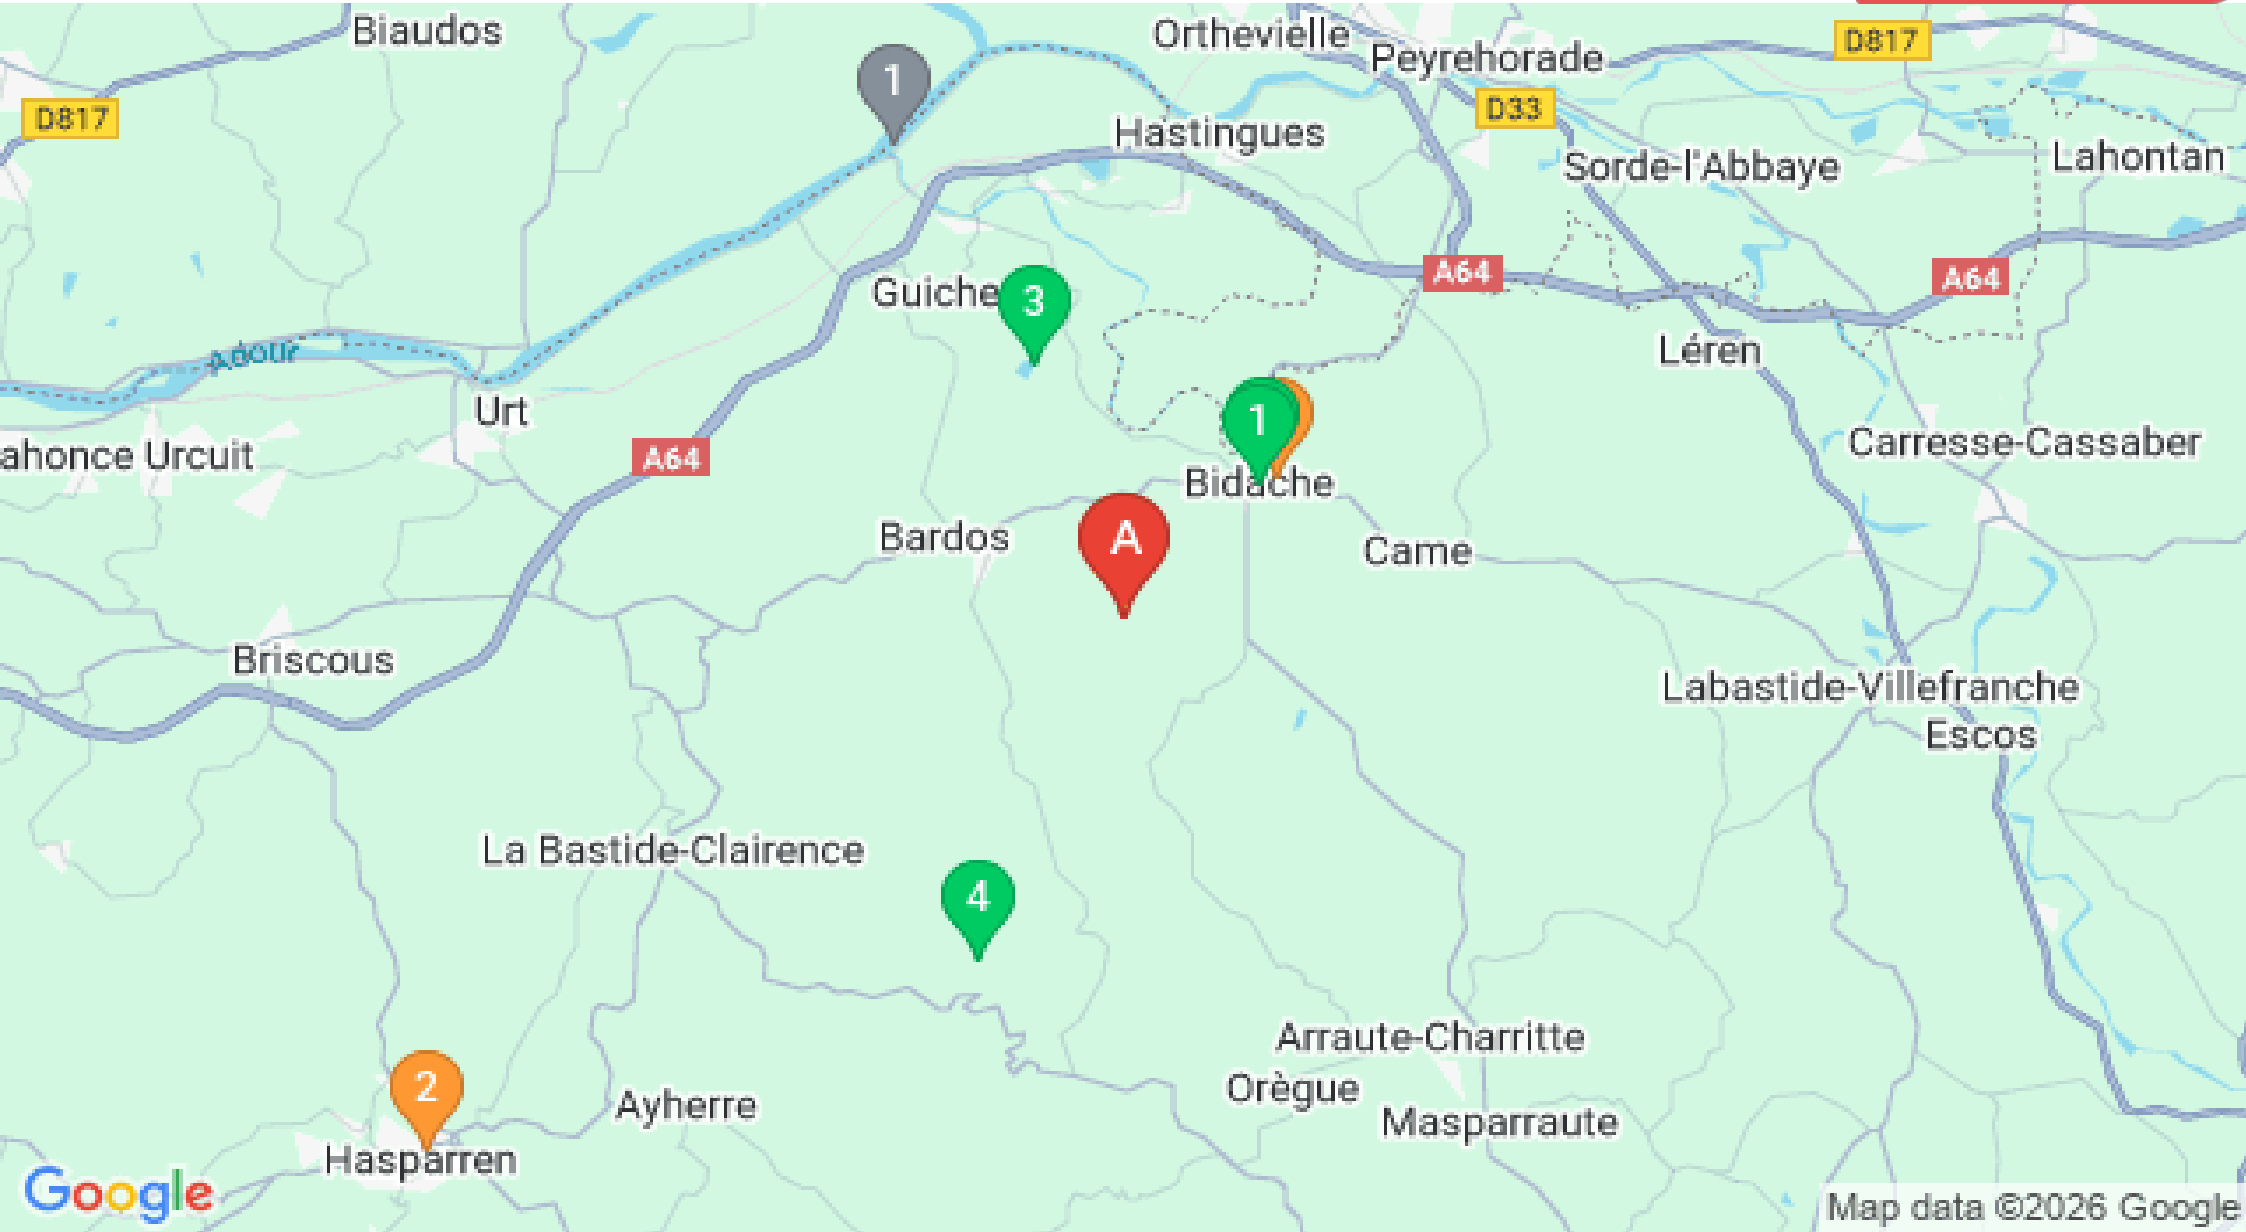 Biaudos
Orthevielle
Peyrehorade
D817
D817
1
D33
Hastingues
Sorde-l'Abbaye
Lahontan
A64
A64
Guiche
3
Adour
Léren
Urt
1
ahonce Urcuit
A64
Carresse-Cassaber
Bidache
A
Bardos
Came
Briscous
Labastide-Villefranche
Escos
La Bastide-Clairence
4
Arraute-Charritte
2
Orègue
Ayherre
Masparraute
Hasparren
Google
Map data ©2026 Google